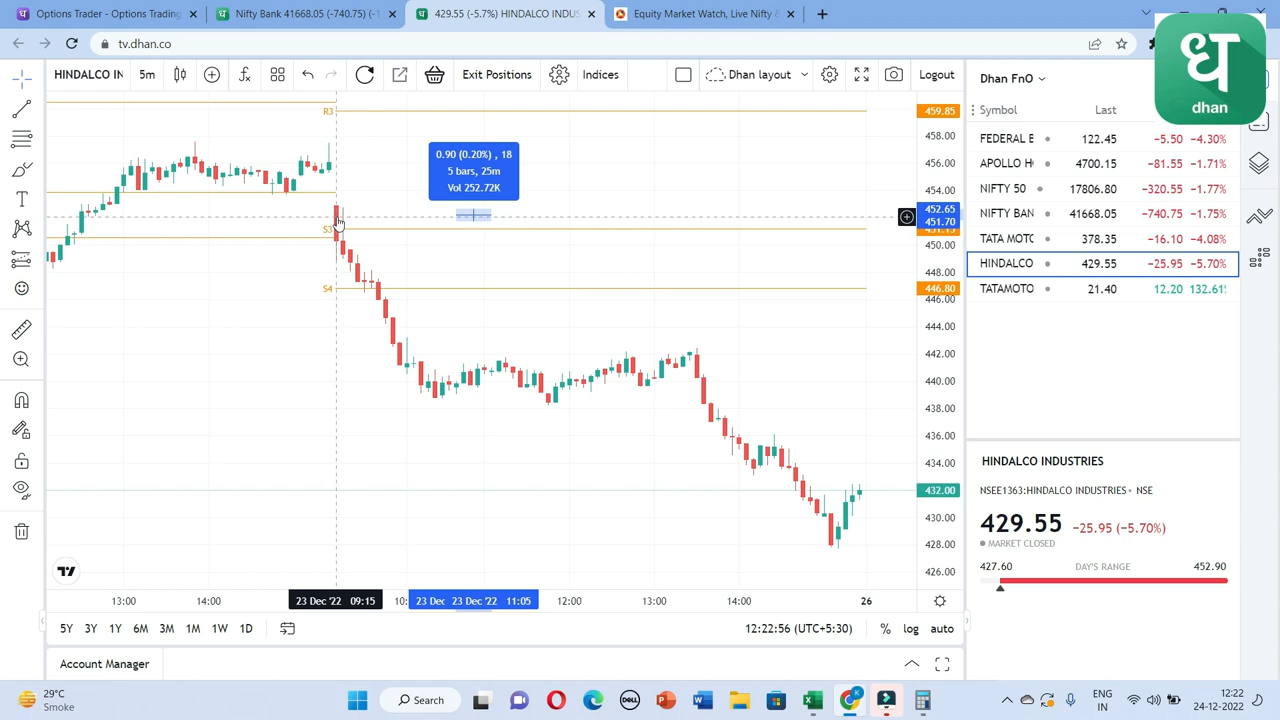 Options Trader - Options Trading
Nifty Bank 41668.05 (-740.75) (-1
429.55 (-5.7%) HINDALCO INDUS
Equity Market Watch, Live Nifty &
tv.dhan.co
HINDALCO IN
5m
Exit Positions
Indices
Dhan layout
Logout
ध
dhan
Dhan FnO
Symbol Last
FEDERAL B 122.45 −5.50 −4.30%
APOLLO H 4700.15 −81.55 −1.71%
NIFTY 50 17806.80 −320.55 −1.77%
NIFTY BAN 41668.05 −740.75 −1.75%
TATA MOTC 378.35 −16.10 −4.08%
HINDALCO 429.55 −25.95 −5.70%
TATAMOTO 21.40 12.20 132.61%
R3
459.85
458.00
0.90 (0.20%) , 18
5 bars, 25m
Vol 252.72K
456.00
454.00
452.65
451.70
S3
451.15
450.00
448.00
S4
446.80
446.00
444.00
442.00
440.00
438.00
436.00
434.00
432.00
430.00
428.00
426.00
HINDALCO INDUSTRIES
NSEE1363:HINDALCO INDUSTRIES • NSE
429.55 −25.95 (−5.70%)
MARKET CLOSED
427.60 DAY'S RANGE 452.90
13:00 14:00 23 Dec '22 09:15 10: 23 Dec 23 Dec '22 11:05 12:00 13:00 14:00 26
5Y 3Y 1Y 6M 3M 1M 1W 1D
12:22:56 (UTC+5:30) % log auto
Account Manager
29°C
Smoke
Search
DELL
ENG
IN
12:22
24-12-2022